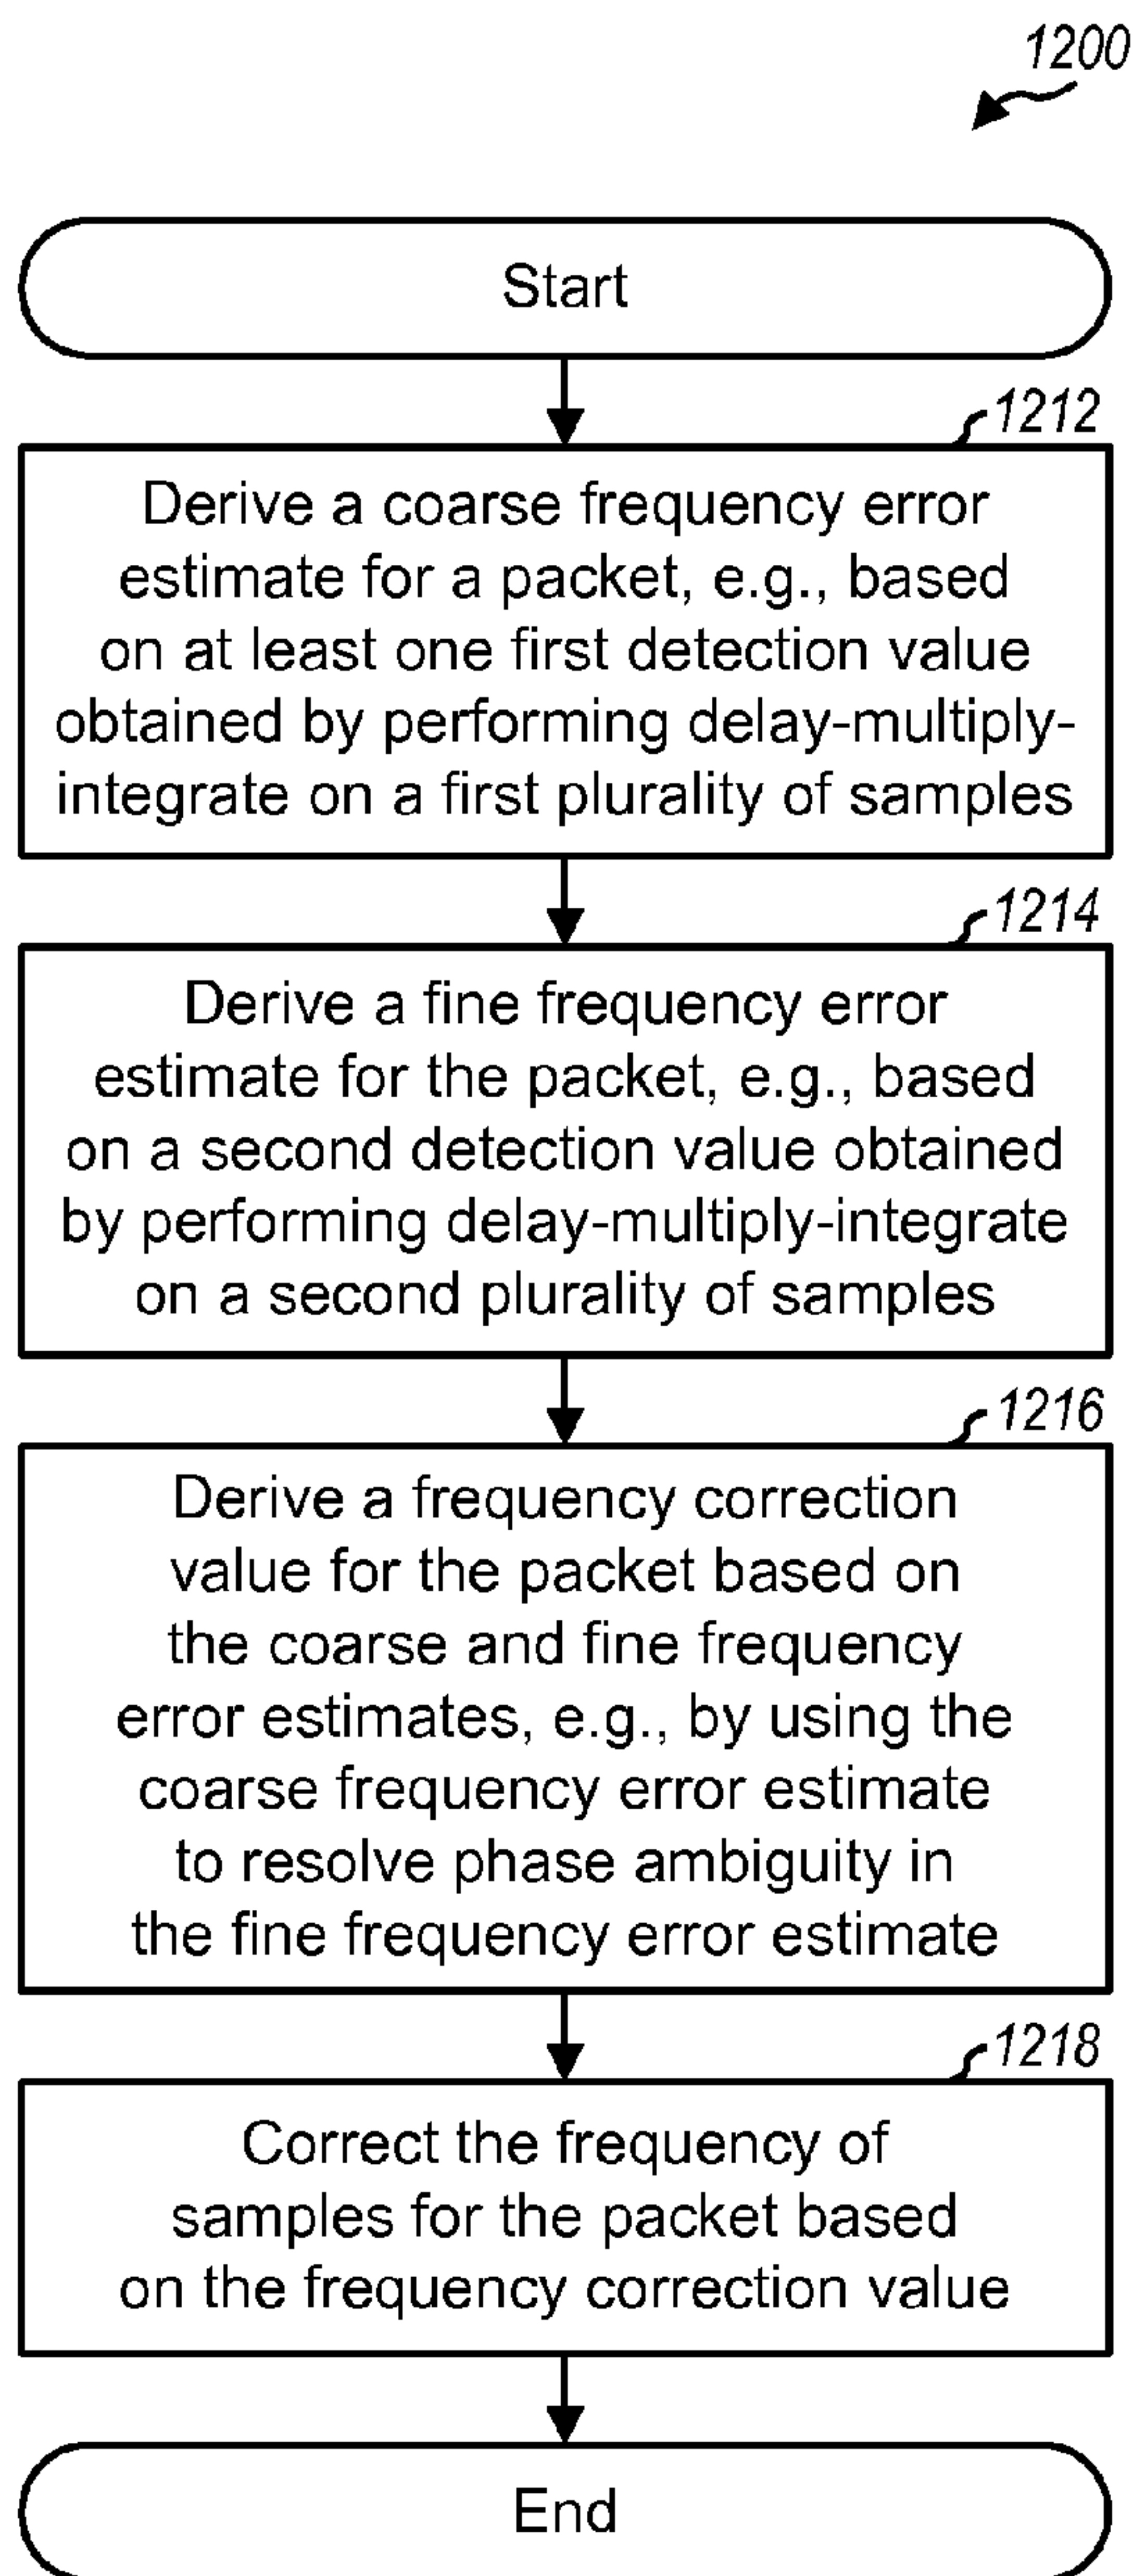 1200
Start
1212
Derive a coarse frequency error
estimate for a packet, e.g., based
on at least one first detection value
obtained by performing delay-multiply-
integrate on a first plurality of samples
1214
Derive a fine frequency error
estimate for the packet, e.g., based
on a second detection value obtained
by performing delay-multiply-integrate
on a second plurality of samples
1216
Derive a frequency correction
value for the packet based on
the coarse and fine frequency
error estimates, e.g., by using the
coarse frequency error estimate
to resolve phase ambiguity in
the fine frequency error estimate
1218
Correct the frequency of
samples for the packet based
on the frequency correction value
End